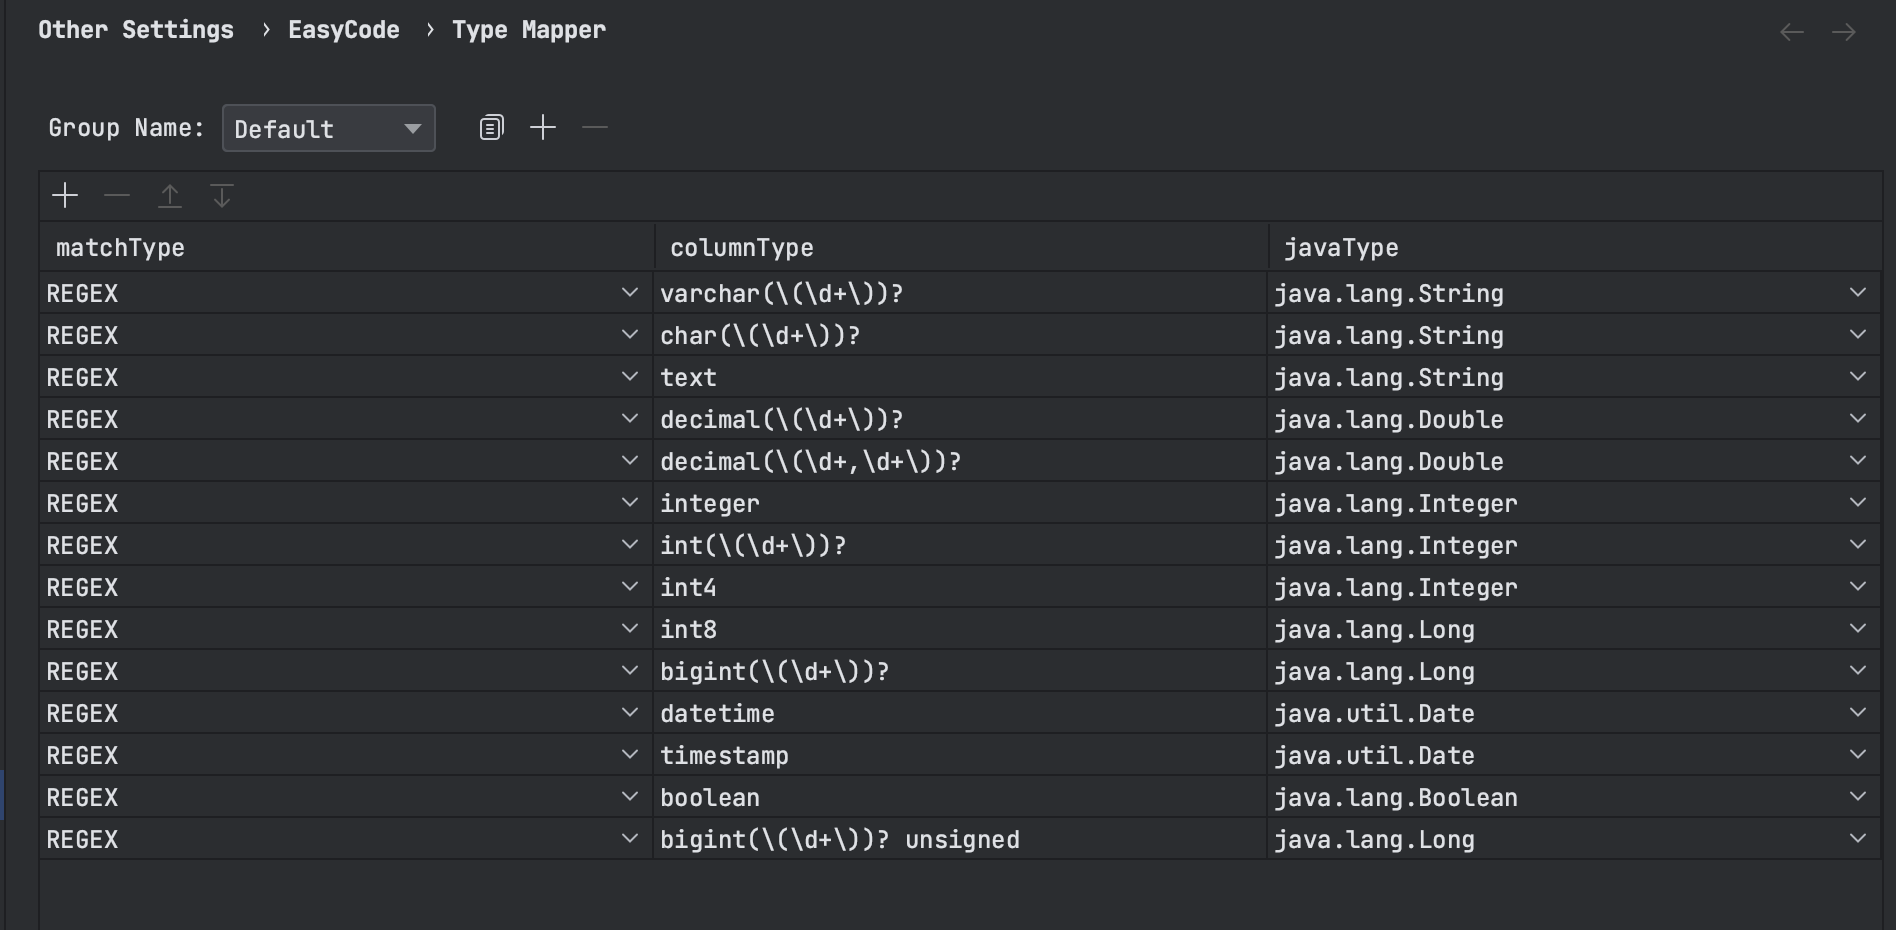 Other Settings › EasyCode › Type Mapper
Group Name: Default
matchType columnType javaType
REGEX varchar(\(\d+\))? java.lang.String
REGEX char(\(\d+\))? java.lang.String
REGEX text java.lang.String
REGEX decimal(\(\d+\))? java.lang.Double
REGEX decimal(\(\d+,\d+\))? java.lang.Double
REGEX integer java.lang.Integer
REGEX int(\(\d+\))? java.lang.Integer
REGEX int4 java.lang.Integer
REGEX int8 java.lang.Long
REGEX bigint(\(\d+\))? java.lang.Long
REGEX datetime java.util.Date
REGEX timestamp java.util.Date
REGEX boolean java.lang.Boolean
REGEX bigint(\(\d+\))? unsigned java.lang.Long